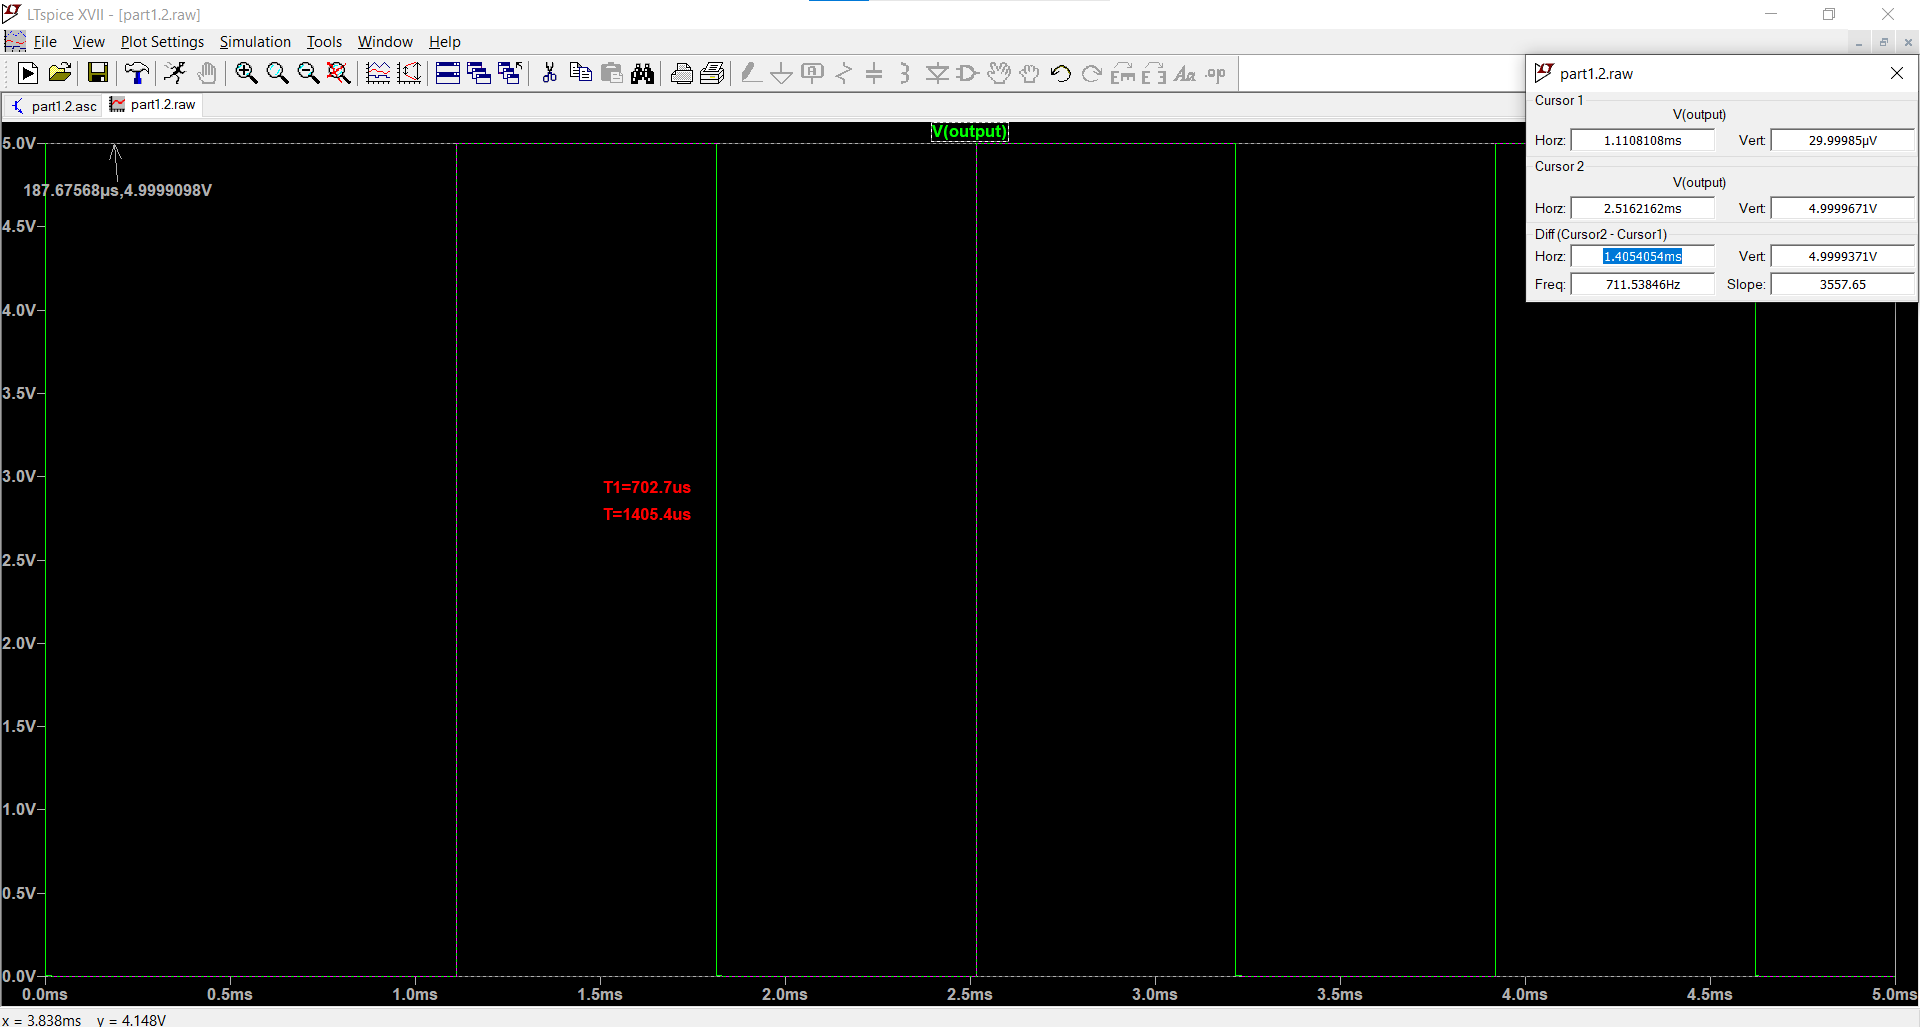 LTspice XVII - [part1.2.raw]
File View Plot Settings Simulation Tools Window Help
part1.2.asc part1.2.raw
part1.2.raw
Cursor 1
V(output)
Horz: 1.1108108ms Vert: 29.99985µV
Cursor 2
V(output)
Horz: 2.5162162ms Vert: 4.9999671V
Diff (Cursor2 - Cursor1)
Horz: 1.4054054ms Vert: 4.9999371V
Freq: 711.53846Hz Slope: 3557.65
V(output)
5.0V
187.67568µs,4.9999098V
4.5V
4.0V
3.5V
3.0V
T1=702.7us
T=1405.4us
2.5V
2.0V
1.5V
1.0V
0.5V
0.0V
0.0ms 0.5ms 1.0ms 1.5ms 2.0ms 2.5ms 3.0ms 3.5ms 4.0ms 4.5ms 5.0ms
x = 3.838ms y = 4.148V